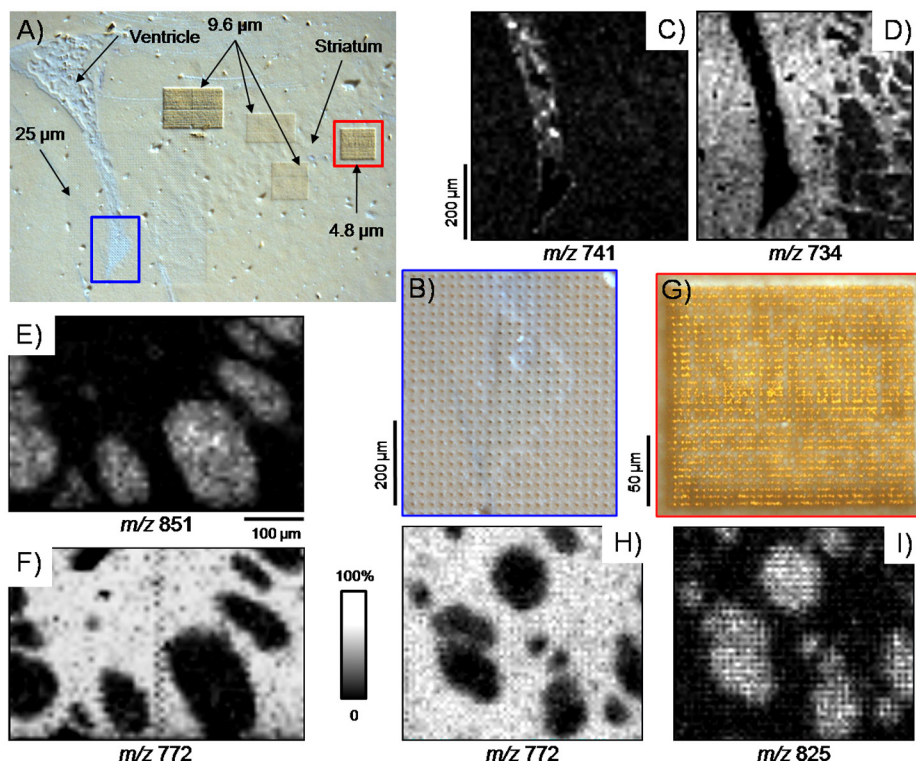 A)
Ventricle
9.6 µm
Striatum
25 µm
4.8 µm
C)
D)
200 µm
m/z 741
m/z 734
B)
G)
200 µm
50 µm
E)
m/z 851
100 µm
F)
100%
0
H)
I)
m/z 772
m/z 772
m/z 825